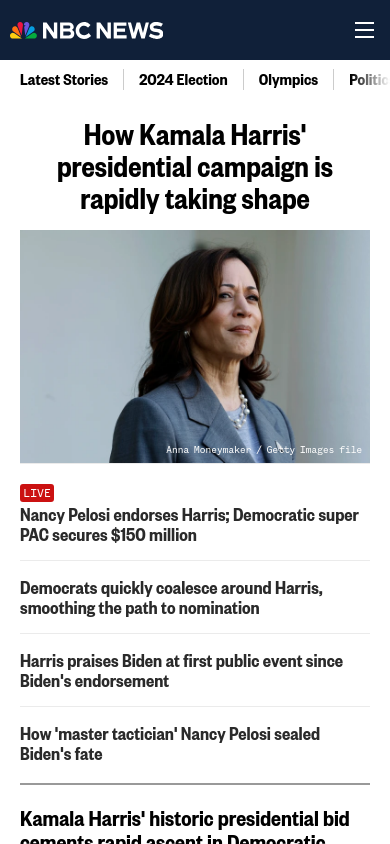 NBC NEWS
Latest Stories
2024 Election
Olympics
Politic
How Kamala Harris'
presidential campaign is
rapidly taking shape
Anna Moneymaker / Getty Images file
LIVE
Nancy Pelosi endorses Harris; Democratic super
PAC secures $150 million
Democrats quickly coalesce around Harris,
smoothing the path to nomination
Harris praises Biden at first public event since
Biden's endorsement
How 'master tactician' Nancy Pelosi sealed
Biden's fate
Kamala Harris' historic presidential bid
cements rapid ascent in Democratic